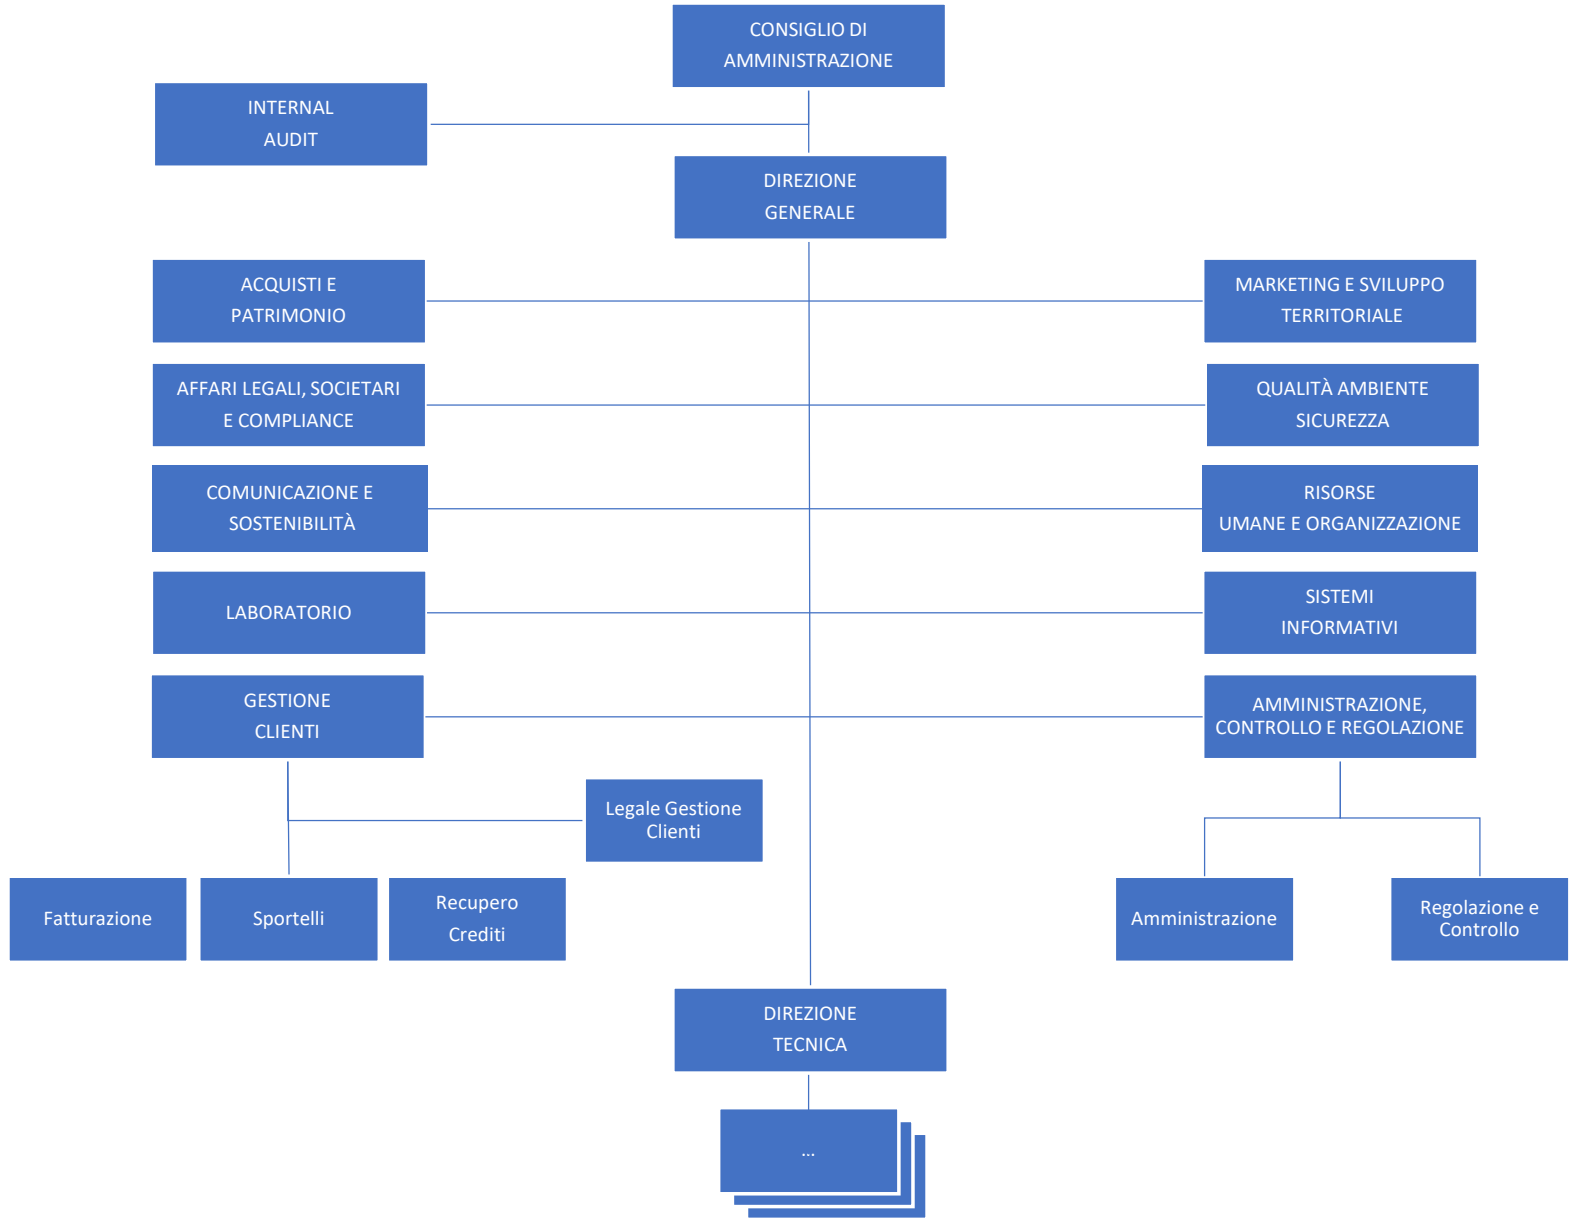 CONSIGLIO DI
AMMINISTRAZIONE
INTERNAL
AUDIT
DIREZIONE
GENERALE
ACQUISTI E
PATRIMONIO
MARKETING E SVILUPPO
TERRITORIALE
AFFARI LEGALI, SOCIETARI
E COMPLIANCE
QUALITÀ AMBIENTE
SICUREZZA
COMUNICAZIONE E
SOSTENIBILITÀ
RISORSE
UMANE E ORGANIZZAZIONE
LABORATORIO
SISTEMI
INFORMATIVI
GESTIONE
CLIENTI
AMMINISTRAZIONE,
CONTROLLO E REGOLAZIONE
Legale Gestione
Clienti
Fatturazione
Sportelli
Recupero
Crediti
Amministrazione
Regolazione e
Controllo
DIREZIONE
TECNICA
...